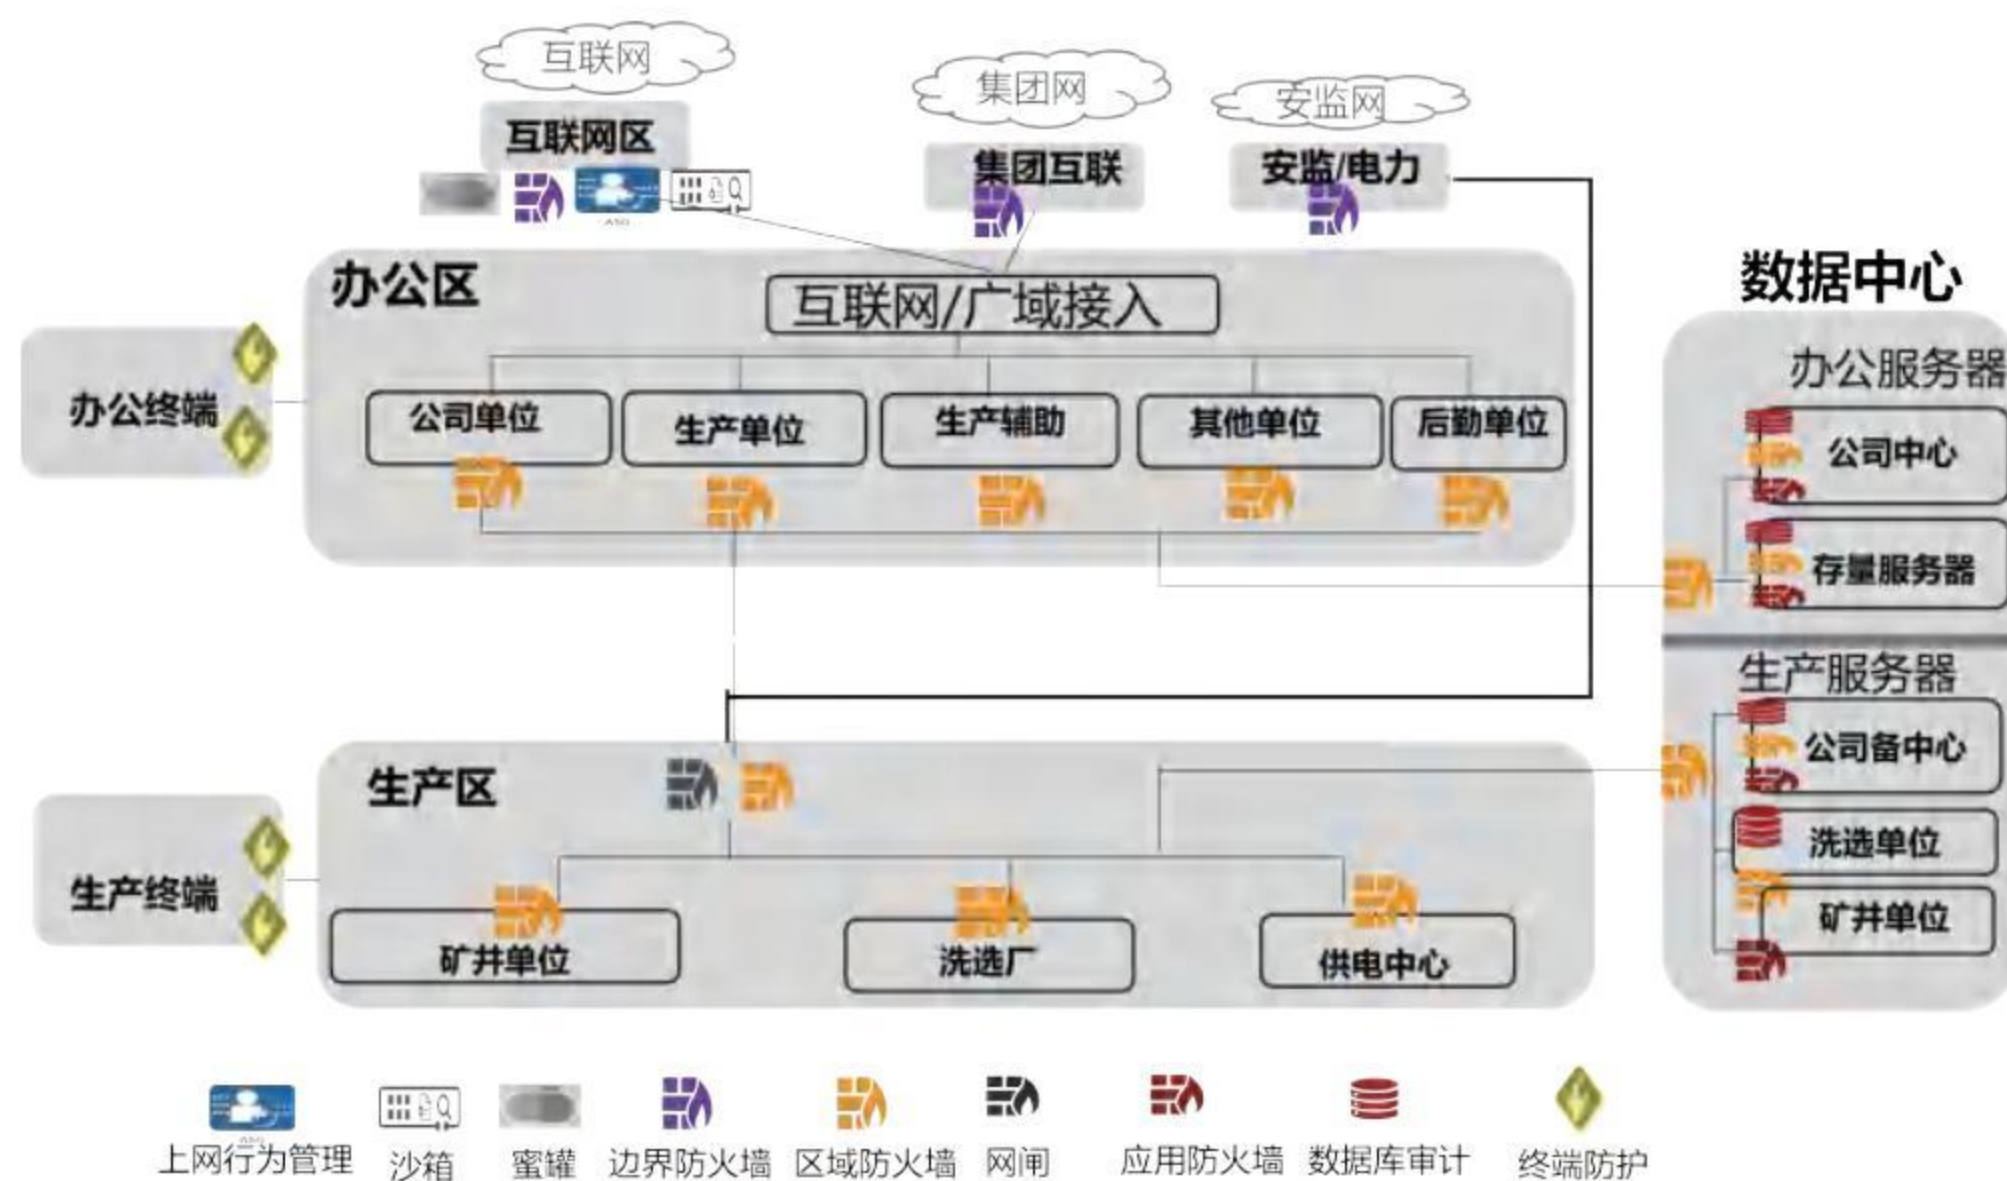 互联网
集团网
安监网
互联网区
集团互联
安监/电力
办公区
互联网/广域接入
数据中心
办公终端
公司单位
生产单位
生产辅助
其他单位
后勤单位
办公服务器
公司中心
存量服务器
生产服务器
公司备中心
洗选单位
矿井单位
生产区
生产终端
矿井单位
洗选厂
供电中心
上网行为管理
沙箱
蜜罐
边界防火墙
区域防火墙
网闸
应用防火墙
数据库审计
终端防护